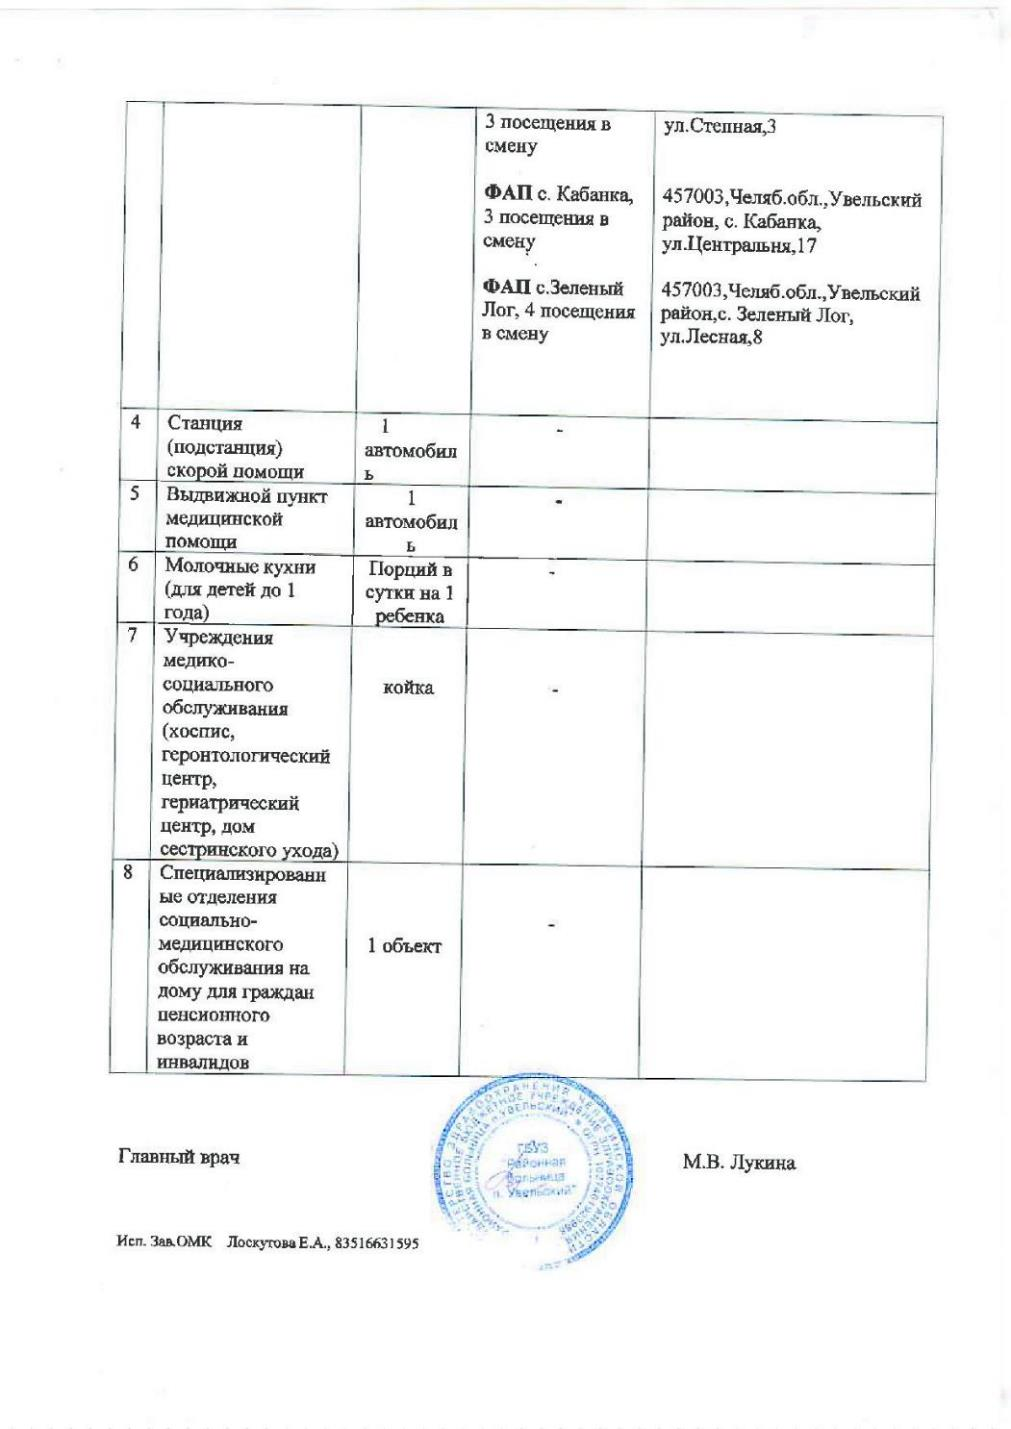 3 посещения в
смену
ул.Степная,3
ФАП с. Кабанка,
3 посещения в
смену
457003,Челяб.обл.,Увельский
район, с. Кабанка,
ул.Центральня,17
ФАП с.Зеленый
Лог, 4 посещения
в смену
457003,Челяб.обл.,Увельский
район,с. Зеленый Лог,
ул.Лесная,8
4
Станция
(подстанция)
скорой помощи
1
автомобил
ь
-
5
Выдвижной пункт
медицинской
помощи
1
автомобил
ь
-
6
Молочные кухни
(для детей до 1
года)
Порций в
сутки на 1
ребенка
-
7
Учреждения
медико-
социального
обслуживания
(хоспис,
геронтологический
центр,
гериатрический
центр, дом
сестринского ухода)
койка
-
8
Специализированн
ые отделения
социально-
медицинского
обслуживания на
дому для граждан
пенсионного
возраста и
инвалидов
1 объект
-
Главный врач
ГБУЗ
Районная
больница
п. Увельский"
М.В. Лукина
Исп. Зав.ОМК Лоскутова Е.А., 83516631595